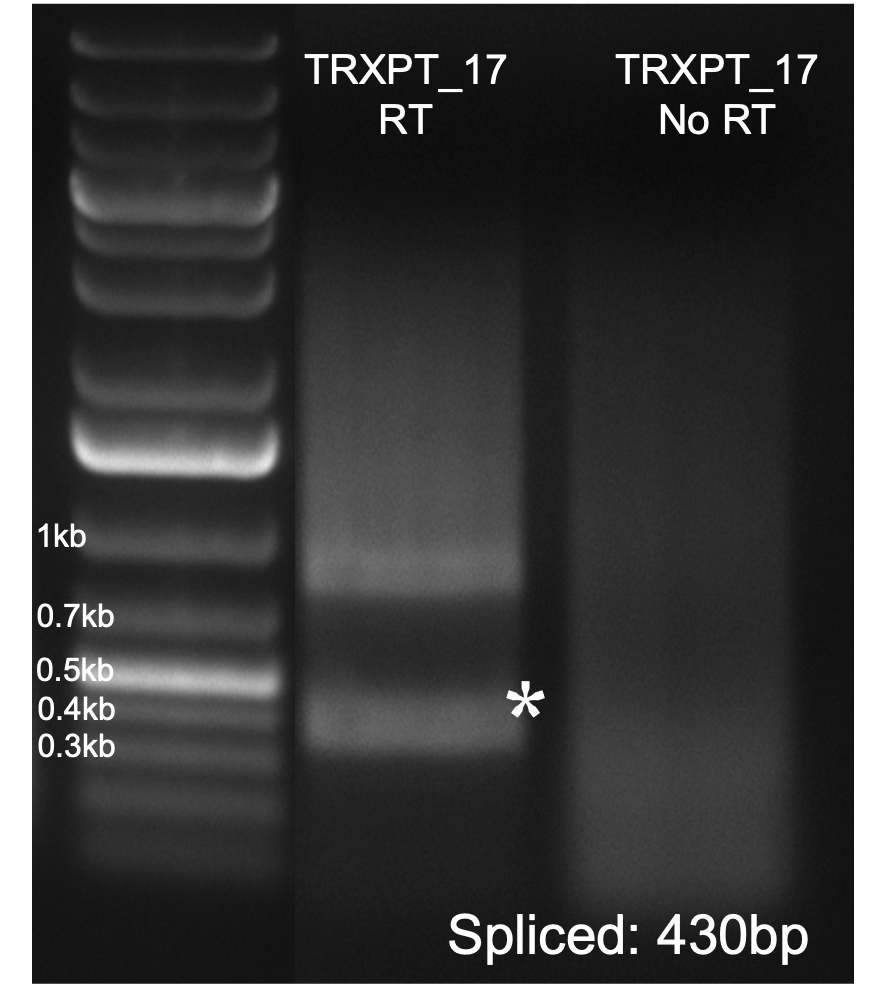 TRXPT_17
RT
TRXPT_17
No RT
1kb
0.7kb
0.5kb
0.4kb
0.3kb
*
Spliced: 430bp